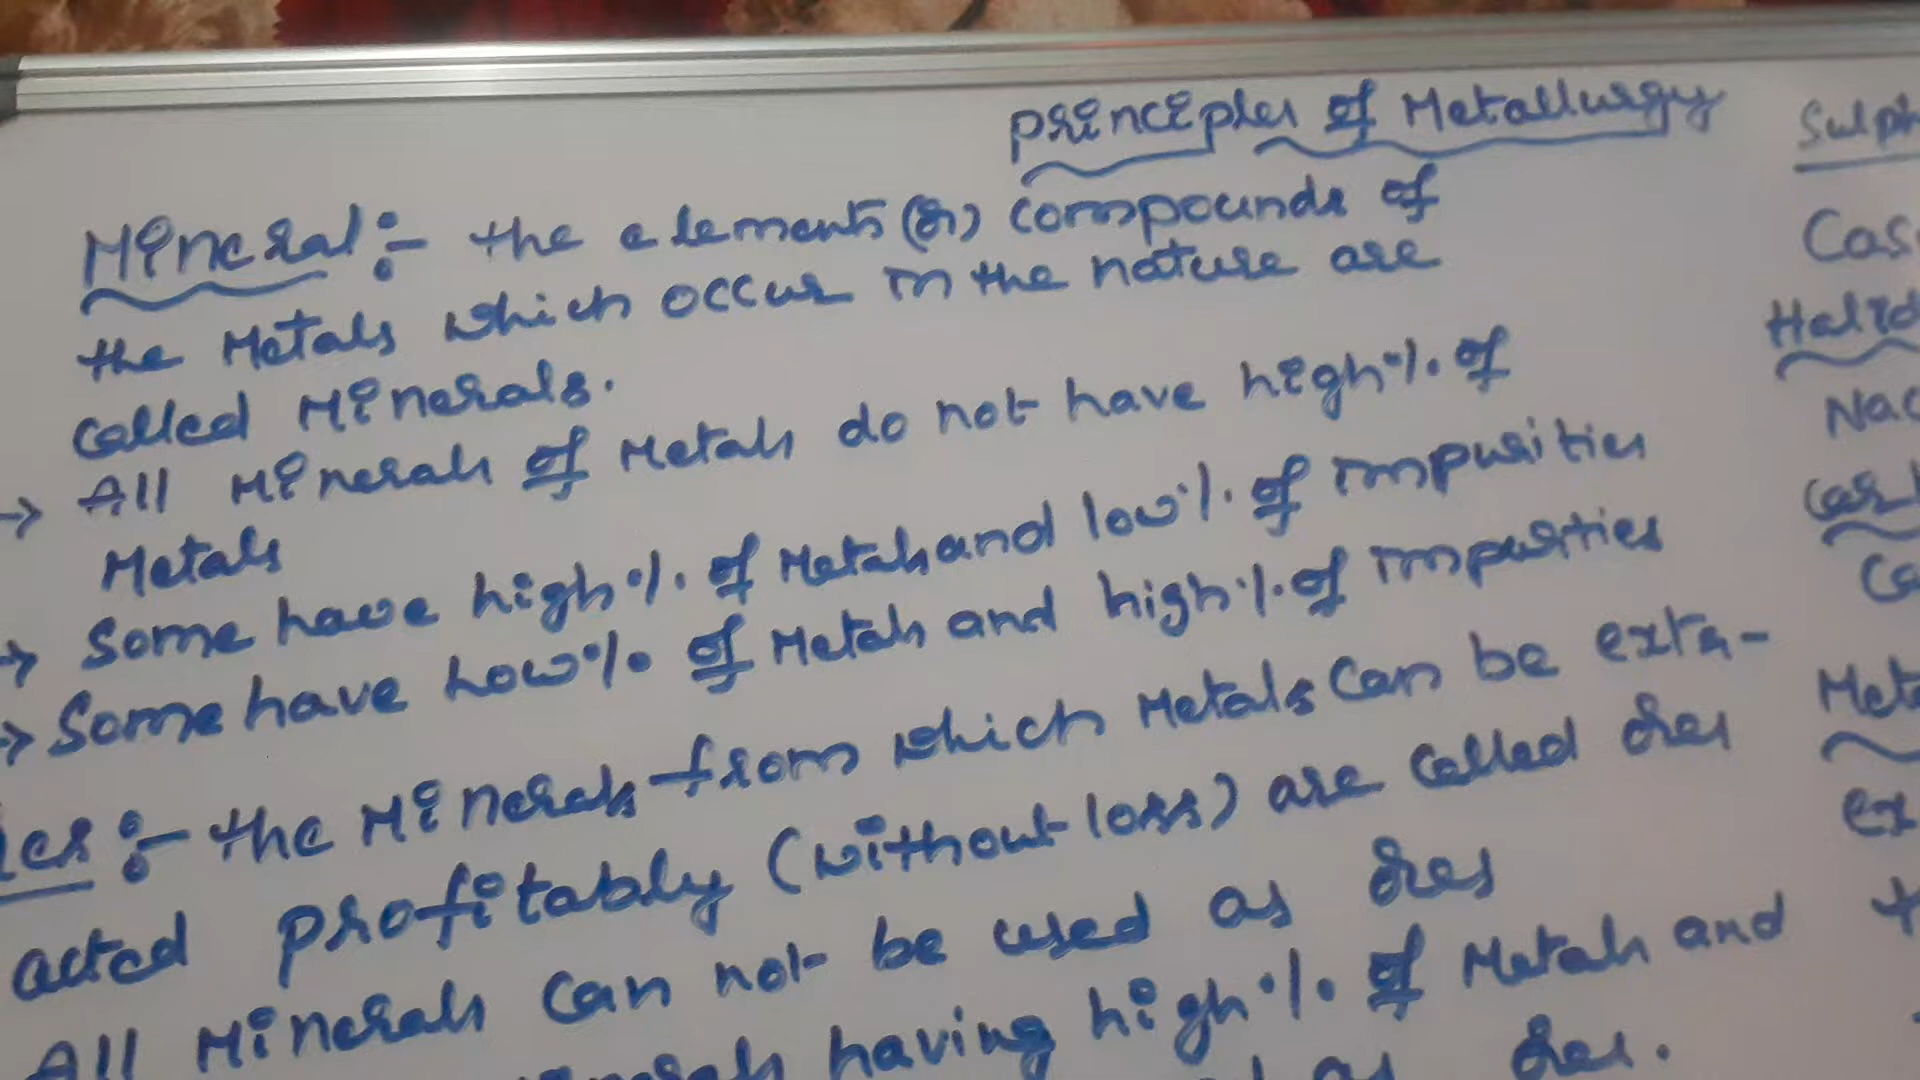 Principles of Metallurgy
Mineral :- the elements (or) compounds of
the Metals which occur in the nature are
called Minerals.
→ All Minerals of Metals do not have high % of
Metals
→ Some have high % of Metals and low % of impurities
→ Some have Low % of Metals and high % of impurities
:- the Minerals from which Metals can be extr-
acted profitably (without loss) are called Ores
All Minerals can not be used as Ores
having high % of Metals and
as Ores.
Sulph
Cas
Halid
Nac
Carb
Ca
Meta
ex